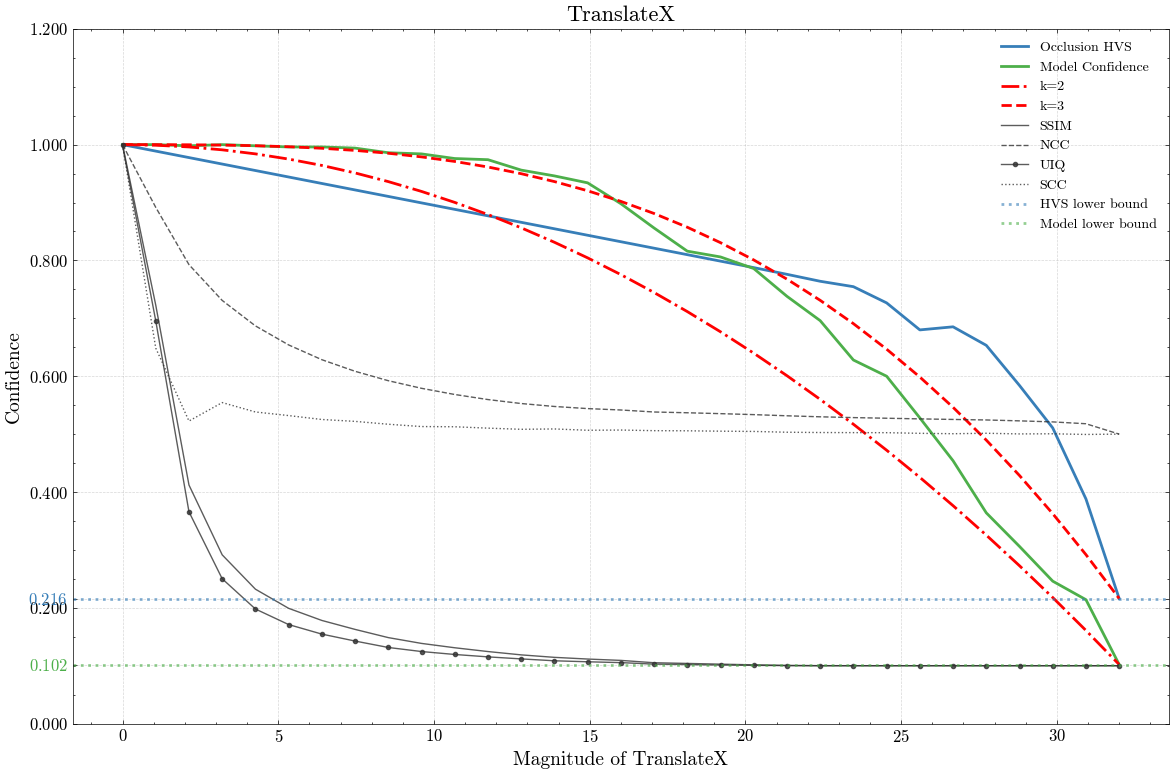 TranslateX
1.200
1.000
0.800
0.600
0.400
0.216
0.200
0.102
0.000
Confidence
Occlusion HVS
Model Confidence
k=2
k=3
SSIM
NCC
UIQ
SCC
HVS lower bound
Model lower bound
0 5 10 15 20 25 30
Magnitude of TranslateX